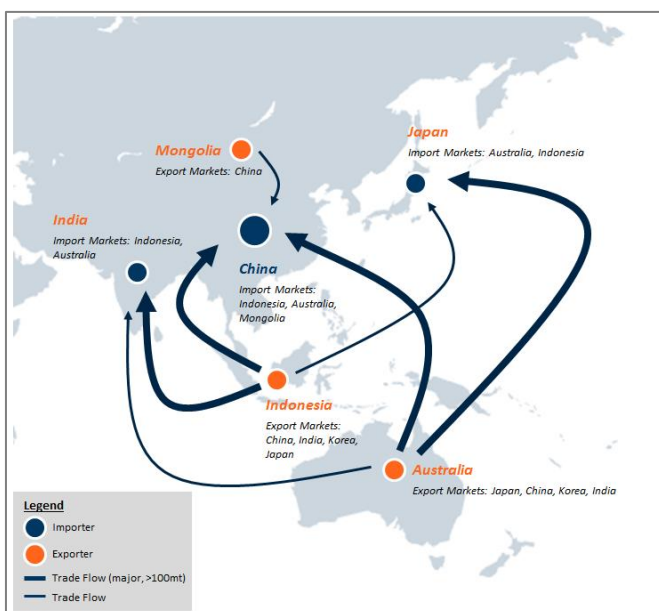 Japan
Import Markets: Australia, Indonesia
Mongolia
Export Markets: China
India
Import Markets: Indonesia,
Australia
China
Import Markets:
Indonesia, Australia,
Mongolia
Indonesia
Export Markets:
China, India, Korea,
Japan
Australia
Export Markets: Japan, China, Korea, India
Legend
Importer
Exporter
Trade Flow (major, >100mt)
Trade Flow